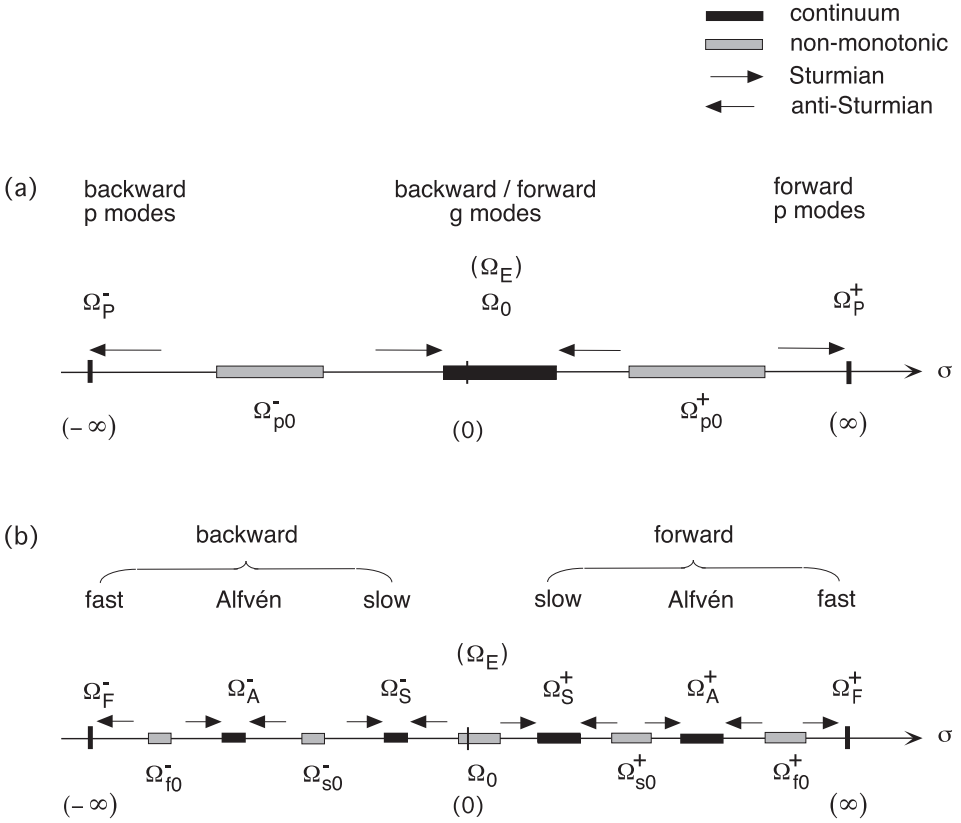 continuum
non-monotonic
Sturmian
anti-Sturmian
(a)
backward p modes
backward / forward g modes
forward p modes
(Ω_E)
Ω_P^- Ω_0 Ω_P^+
σ
Ω_p0^- Ω_p0^+
(– ∞) (0) (∞)
(b)
backward forward
fast Alfvén slow slow Alfvén fast
(Ω_E)
Ω_F^- Ω_A^- Ω_S^- Ω_S^+ Ω_A^+ Ω_F^+
σ
Ω_f0^- Ω_s0^- Ω_0 Ω_s0^+ Ω_f0^+
(– ∞) (0) (∞)